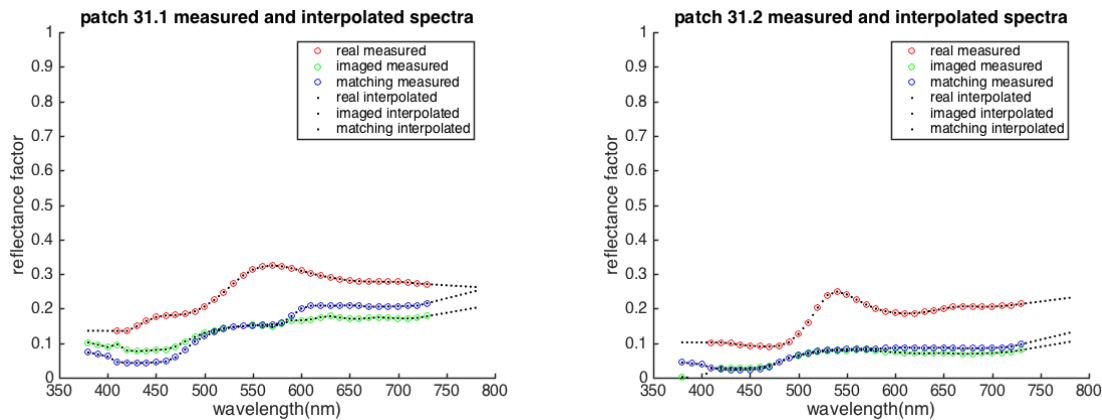 patch 31.1 measured and interpolated spectra
1
0.9
0.8
0.7
0.6
0.5
0.4
0.3
0.2
0.1
0
reflectance factor
real measured
imaged measured
matching measured
real interpolated
imaged interpolated
matching interpolated
350 400 450 500 550 600 650 700 750 800
wavelength(nm)
patch 31.2 measured and interpolated spectra
1
0.9
0.8
0.7
0.6
0.5
0.4
0.3
0.2
0.1
0
reflectance factor
real measured
imaged measured
matching measured
real interpolated
imaged interpolated
matching interpolated
350 400 450 500 550 600 650 700 750 800
wavelength(nm)